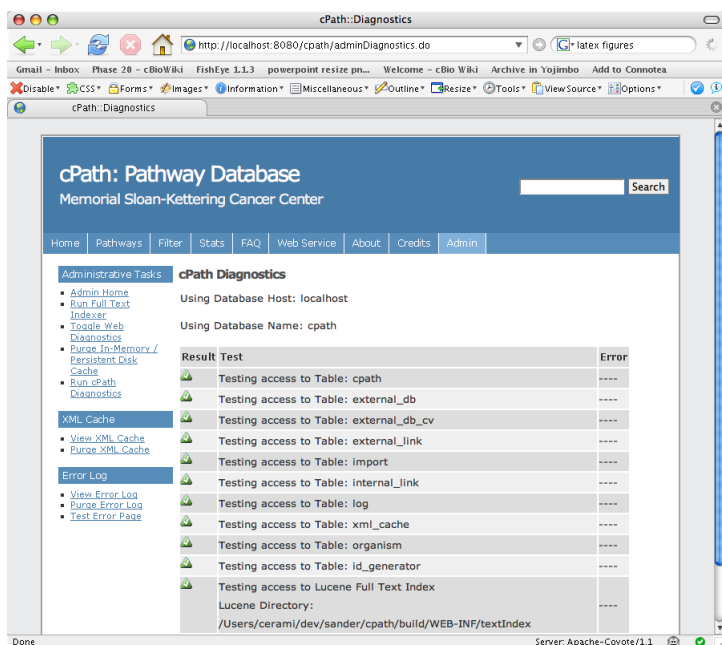 cPath::Diagnostics
http://localhost:8080/cpath/adminDiagnostics.do
latex figures
Gmail - Inbox Phase 28 - cBioWiki FishEye 1.1.3 powerpoint resize pn... Welcome - cBio Wiki Archive in Yojimbo Add to Connotea
Disable CSS Forms Images Information Miscellaneous Outline Resize Tools View Source Options
cPath::Diagnostics
cPath: Pathway Database
Memorial Sloan-Kettering Cancer Center
Search
Home Pathways Filter Stats FAQ Web Service About Credits Admin
Administrative Tasks
Admin Home
Run Full Text
Indexer
Toggle Web
Diagnostics
Purge In-Memory /
Persistent Disk
Cache
Run cPath
Diagnostics
XML Cache
View XML Cache
Purge XML Cache
Error Log
View Error Log
Purge Error Log
Test Error Page
cPath Diagnostics
Using Database Host: localhost
Using Database Name: cpath
Result Test Error
Testing access to Table: cpath ----
Testing access to Table: external_db ----
Testing access to Table: external_db_cv ----
Testing access to Table: external_link ----
Testing access to Table: import ----
Testing access to Table: internal_link ----
Testing access to Table: log ----
Testing access to Table: xml_cache ----
Testing access to Table: organism ----
Testing access to Table: id_generator ----
Testing access to Lucene Full Text Index
Lucene Directory: ----
/Users/cerami/dev/sander/cpath/build/WEB-INF/textIndex
Done Server: Apache-Coyote/1.1